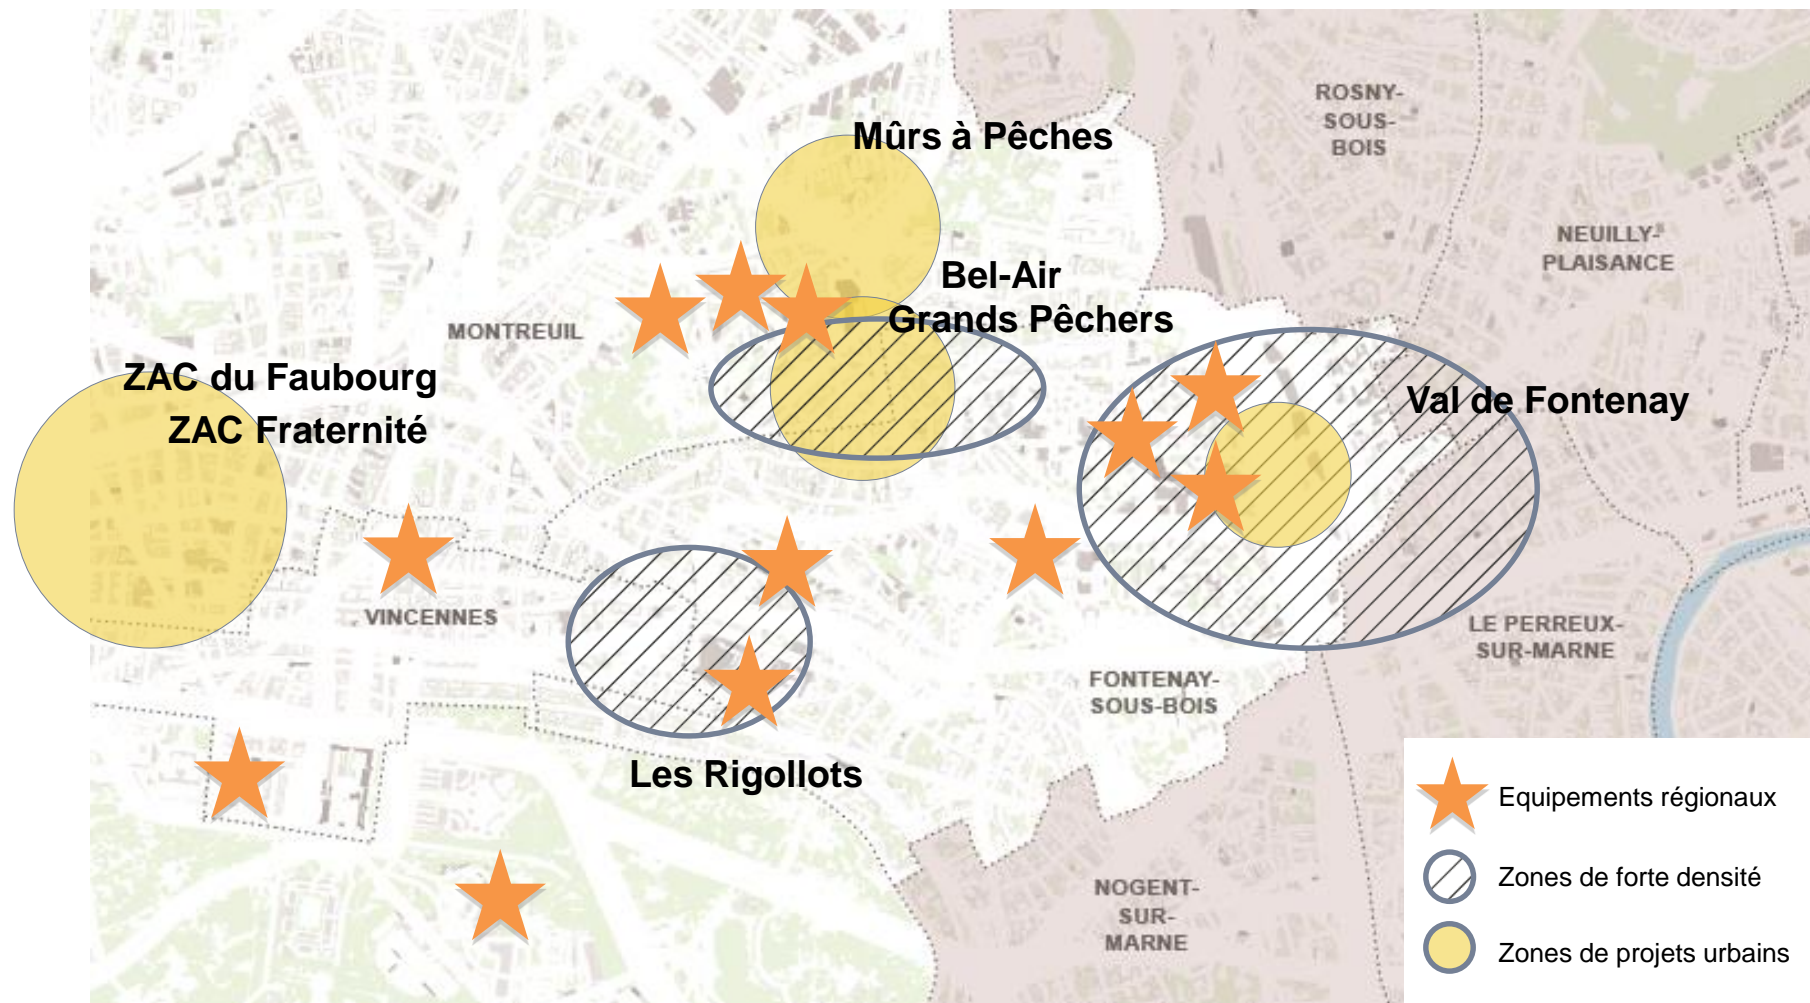 ROSNY-
SOUS-
BOIS
Mûrs à Pêches
NEUILLY-
PLAISANCE
Bel-Air
Grands Pêchers
MONTREUIL
ZAC du Faubourg
ZAC Fraternité
Val de Fontenay
VINCENNES
LE PERREUX-
SUR-MARNE
FONTENAY-
SOUS-BOIS
Les Rigollots
NOGENT-
SUR-
MARNE
Equipements régionaux
Zones de forte densité
Zones de projets urbains